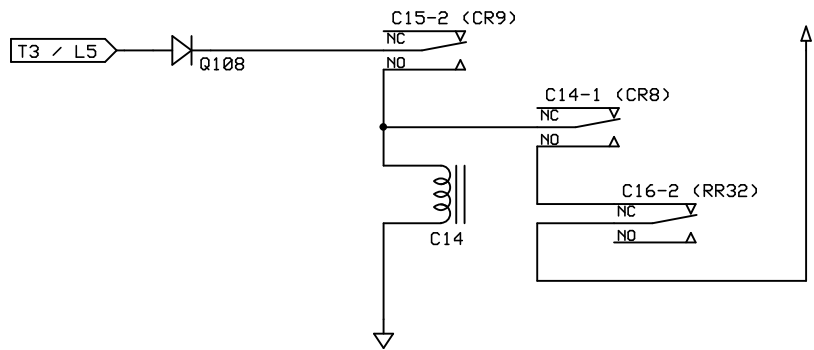 C15-2 (CR9)
NC
T3 / L5
Q108
NO
C14-1 (CR8)
NC
NO
C16-2 (RR32)
NC
C14
NO